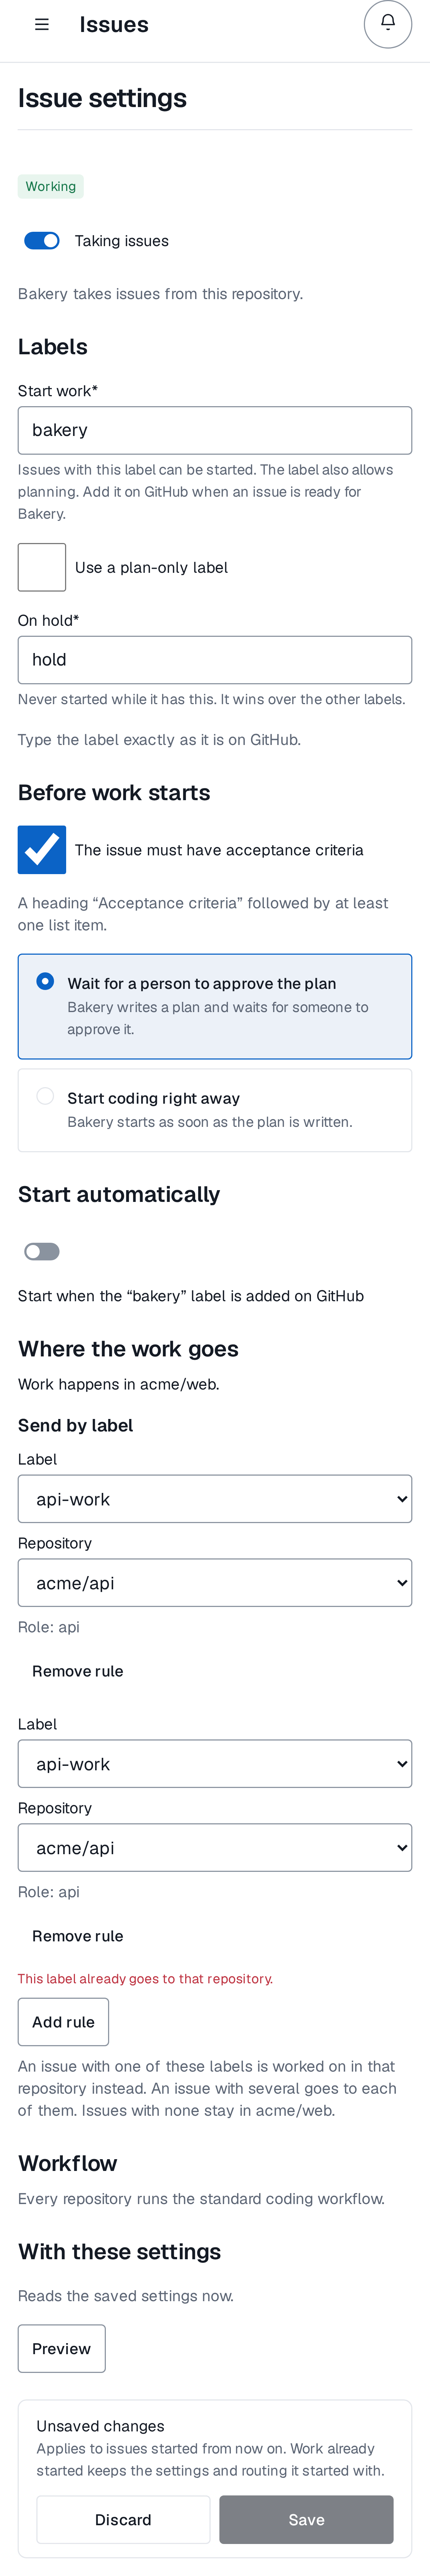 Issues
Issue settings
Working
Taking issues
Bakery takes issues from this repository.
Labels
Start work*
bakery
Issues with this label can be started. The label also allows
planning. Add it on GitHub when an issue is ready for
Bakery.
Use a plan-only label
On hold*
hold
Never started while it has this. It wins over the other labels.
Type the label exactly as it is on GitHub.
Before work starts
The issue must have acceptance criteria
A heading “Acceptance criteria” followed by at least
one list item.
Wait for a person to approve the plan
Bakery writes a plan and waits for someone to
approve it.
Start coding right away
Bakery starts as soon as the plan is written.
Start automatically
Start when the “bakery” label is added on GitHub
Where the work goes
Work happens in acme/web.
Send by label
Label
api-work
Repository
acme/api
Role: api
Remove rule
Label
api-work
Repository
acme/api
Role: api
Remove rule
This label already goes to that repository.
Add rule
An issue with one of these labels is worked on in that
repository instead. An issue with several goes to each
of them. Issues with none stay in acme/web.
Workflow
Every repository runs the standard coding workflow.
With these settings
Reads the saved settings now.
Preview
Unsaved changes
Applies to issues started from now on. Work already
started keeps the settings and routing it started with.
Discard
Save